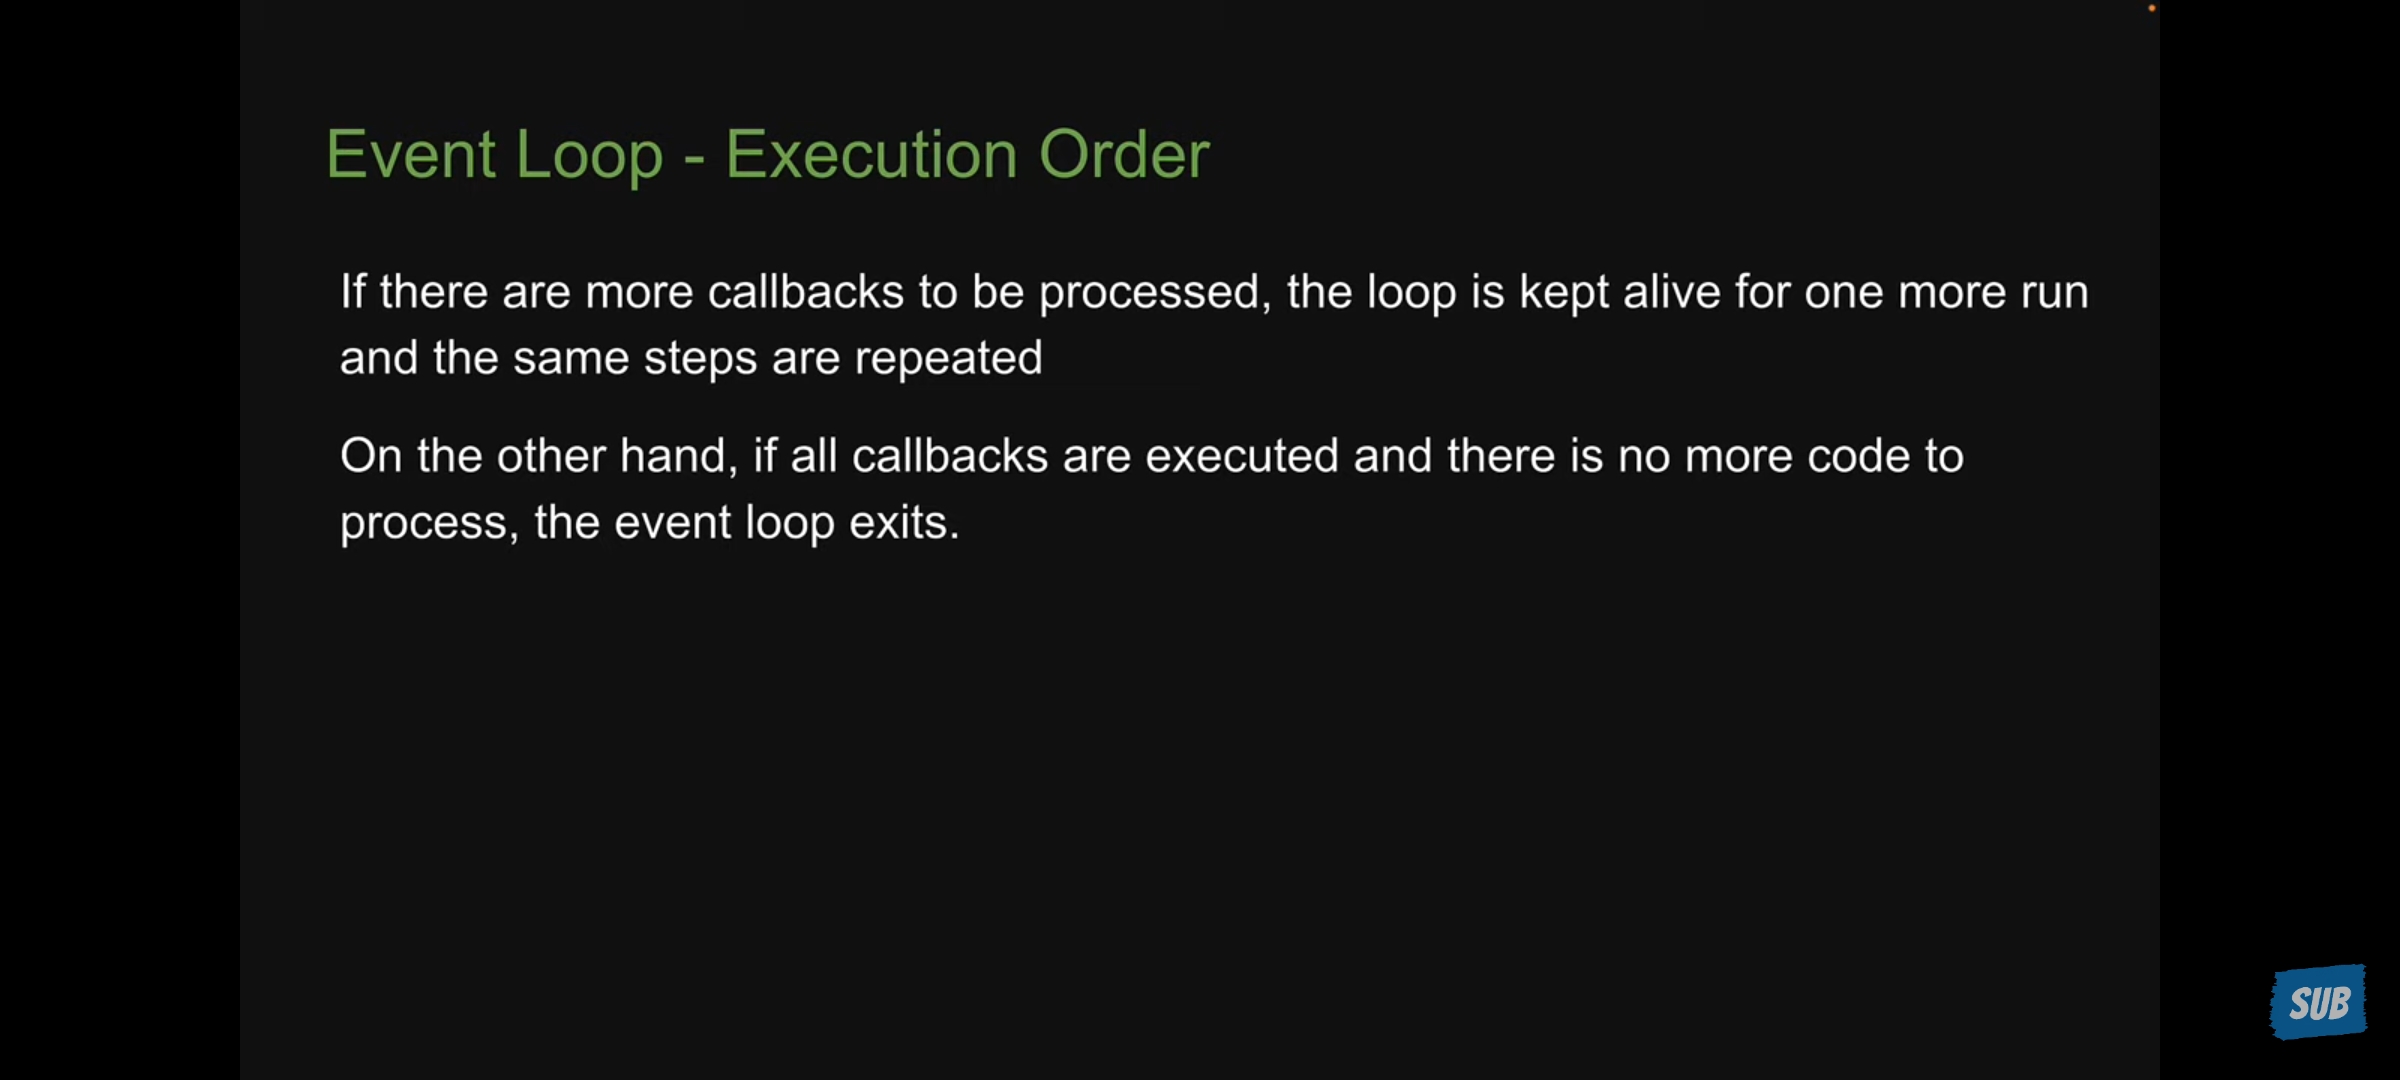 Event Loop - Execution Order
If there are more callbacks to be processed, the loop is kept alive for one more run
and the same steps are repeated
On the other hand, if all callbacks are executed and there is no more code to
process, the event loop exits.
SUB